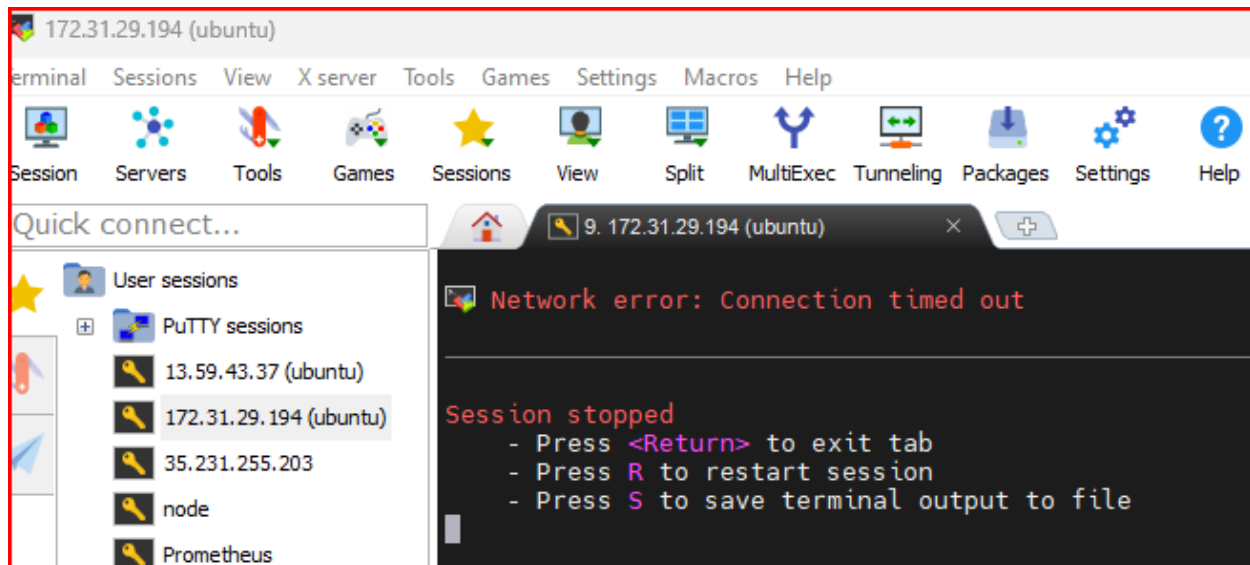 172.31.29.194 (ubuntu)
erminal Sessions View X server Tools Games Settings Macros Help
Session Servers Tools Games Sessions View Split MultiExec Tunneling Packages Settings Help
Quick connect...
9. 172.31.29.194 (ubuntu)
User sessions
PuTTY sessions
13.59.43.37 (ubuntu)
172.31.29.194 (ubuntu)
35.231.255.203
node
Prometheus
Network error: Connection timed out
Session stopped
- Press <Return> to exit tab
- Press R to restart session
- Press S to save terminal output to file